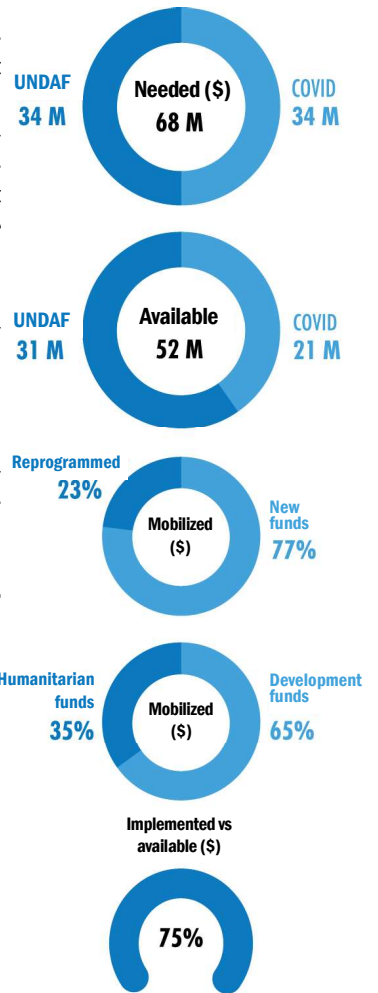 UNDAF
34 M
Needed ($)
68 M
COVID
34 M
UNDAF
31 M
Available
52 M
COVID
21 M
Reprogrammed
23%
Mobilized
($)
New
funds
77%
Humanitarian
funds
35%
Mobilized
($)
Development
funds
65%
Implemented vs
available ($)
75%